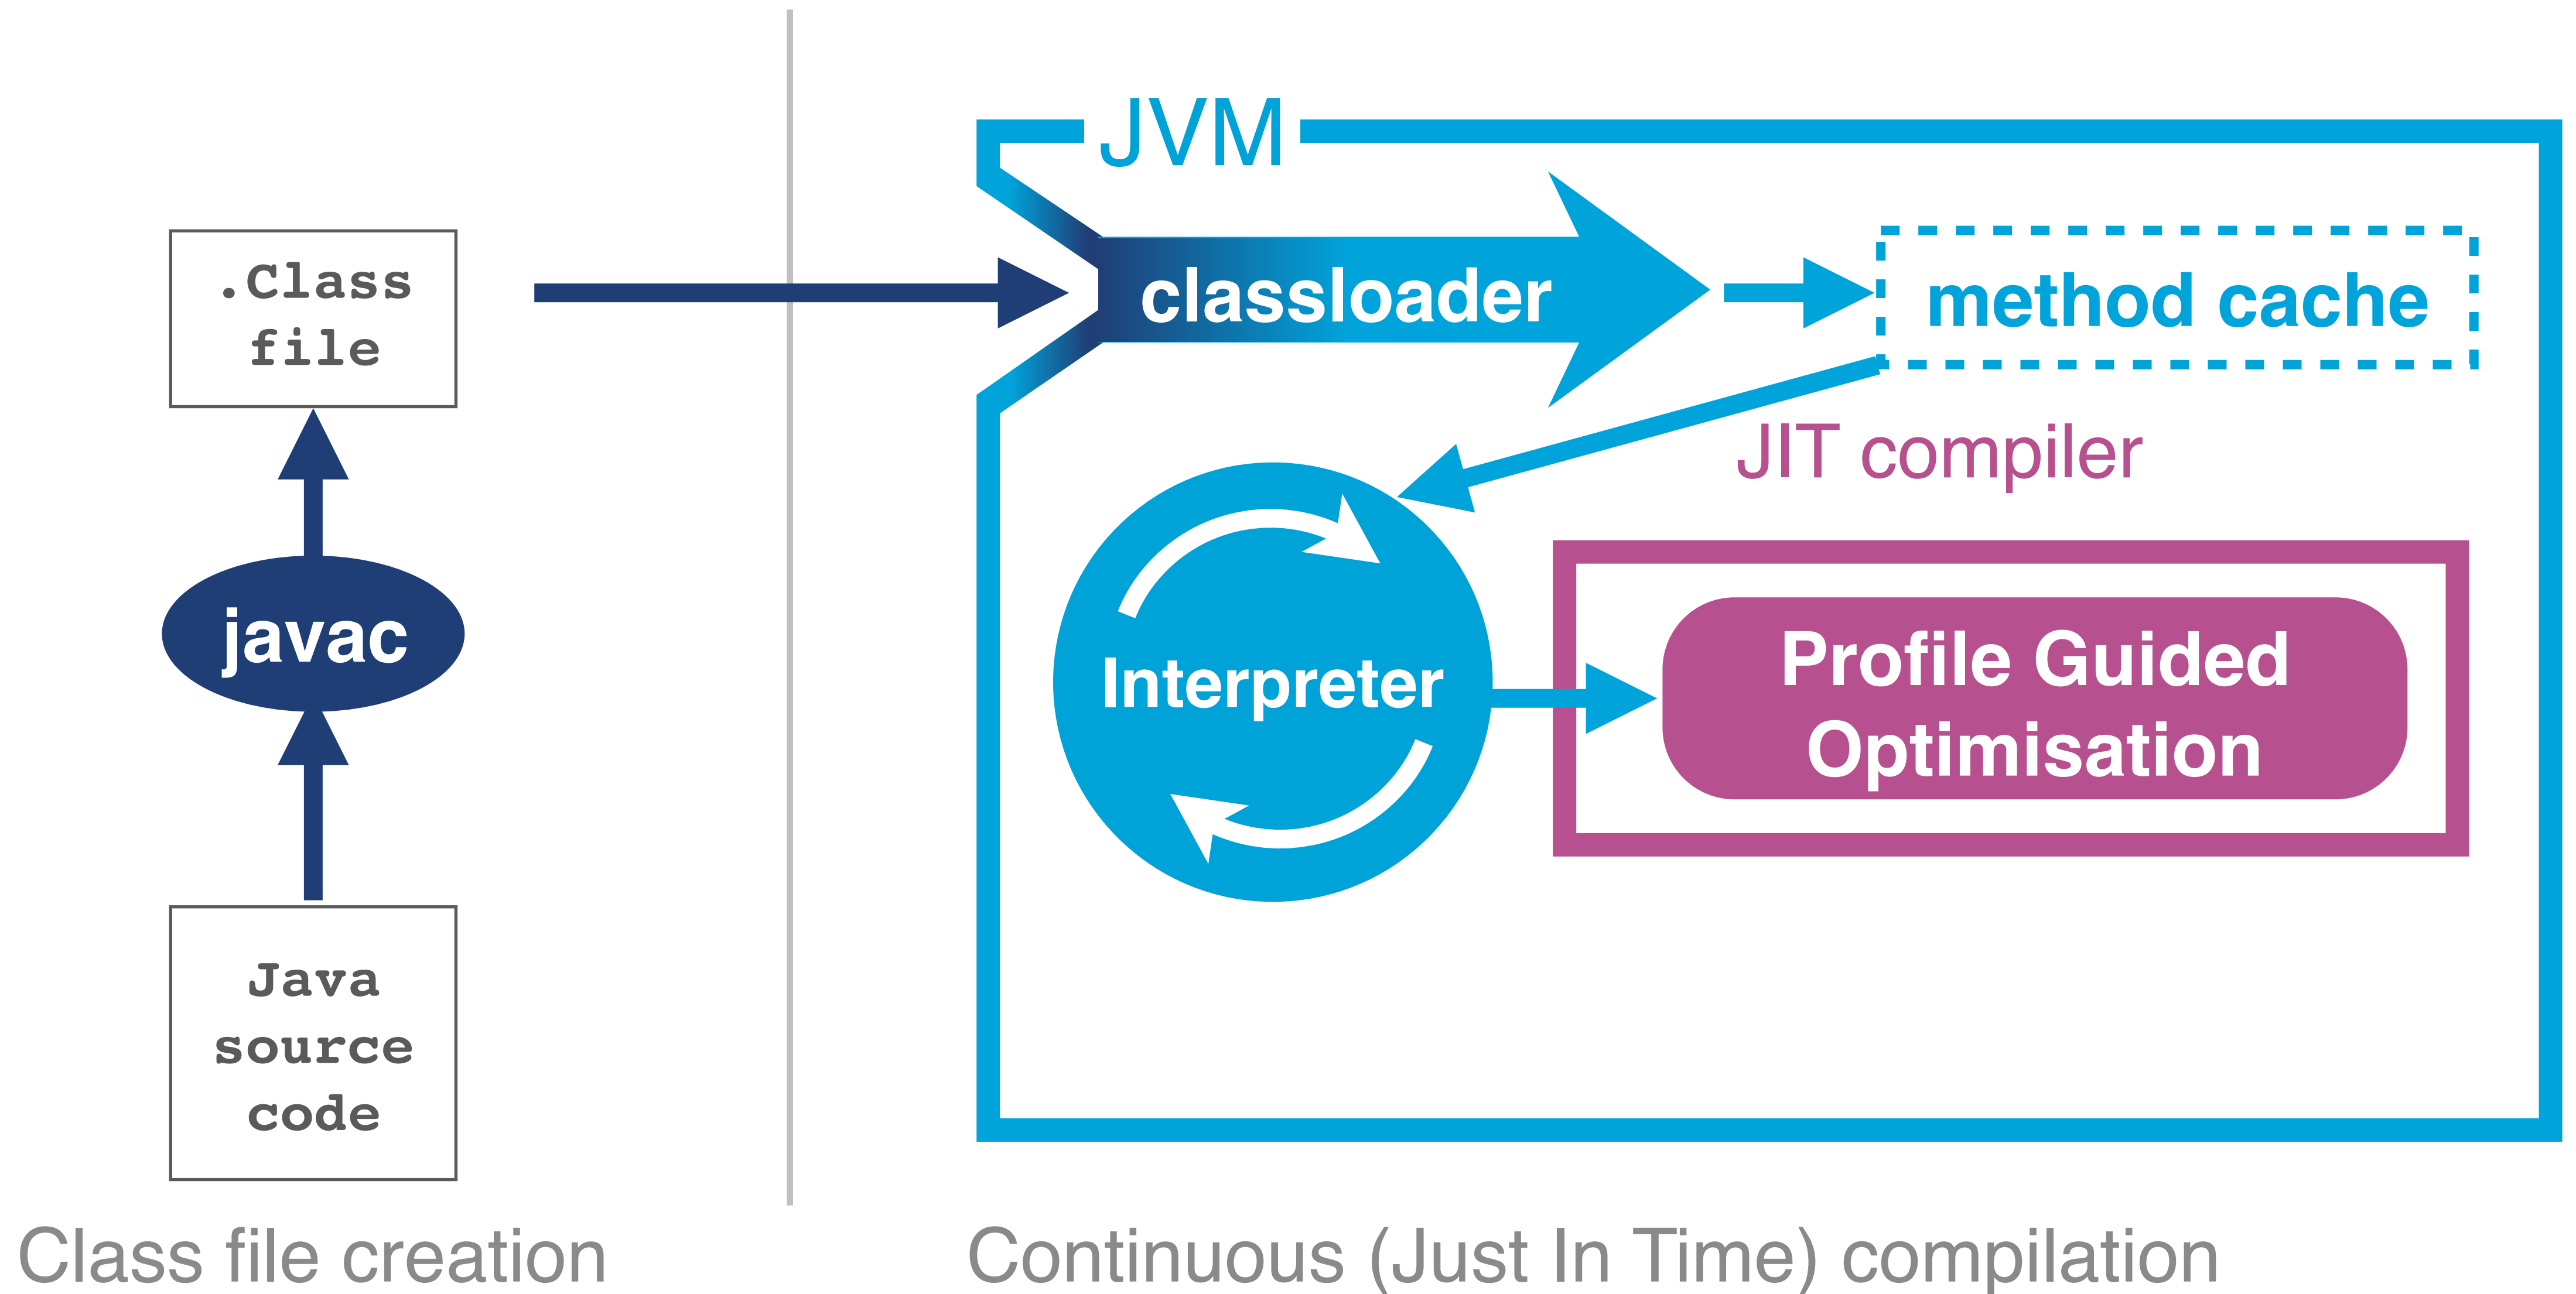 .Class
file
javac
Java
source
code
Class file creation
JVM
classloader
method cache
JIT compiler
Interpreter
Profile Guided
Optimisation
Continuous (Just In Time) compilation